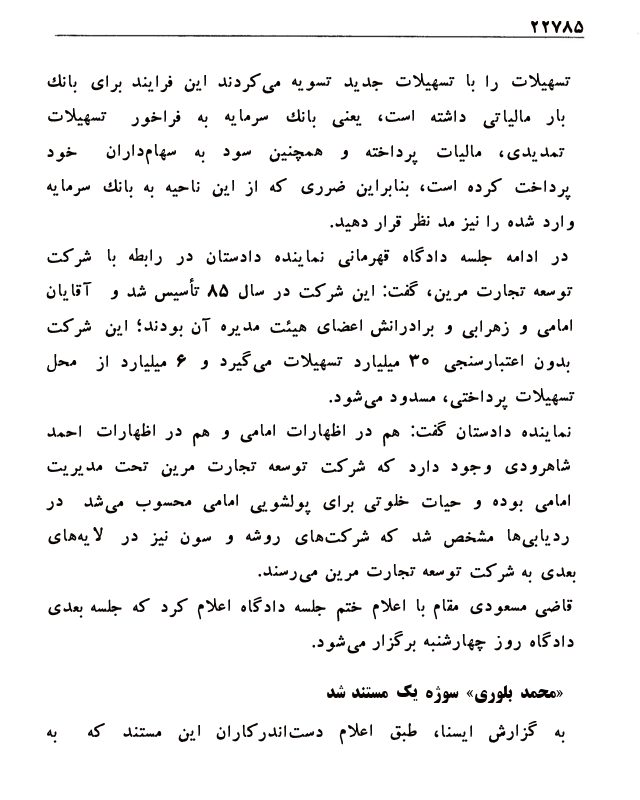 ۲۲۷۸۵
تسهیلات را با تسهیلات جدید تسویه می‌کردند این فرایند برای بانك
بار مالیاتی داشته است، یعنی بانك سرمایه به فراخور تسهیلات
تمدیدی، مالیات پرداخته و همچنین سود به سهام‌داران خود
پرداخت کرده است، بنابراین ضرری که از این ناحیه به بانك سرمایه
وارد شده را نیز مد نظر قرار دهید.
در ادامه جلسه دادگاه قهرمانی نماینده دادستان در رابطه با شرکت
توسعه تجارت مرین، گفت: این شرکت در سال ۸۵ تأسیس شد و آقایان
امامی و زهرابی و برادرانش اعضای هیئت مدیره آن بودند؛ این شرکت
بدون اعتبارسنجی ۳۰ میلیارد تسهیلات می‌گیرد و ۶ میلیارد از محل
تسهیلات پرداختی، مسدود می‌شود.
نماینده دادستان گفت: هم در اظهارات امامی و هم در اظهارات احمد
شاهرودی وجود دارد که شرکت توسعه تجارت مرین تحت مدیریت
امامی بوده و حیات خلوتی برای پولشویی امامی محسوب می‌شد در
ردیابی‌ها مشخص شد که شرکت‌های روشه و سون نیز در لایه‌های
بعدی به شرکت توسعه تجارت مرین می‌رسند.
قاضی مسعودی مقام با اعلام ختم جلسه دادگاه اعلام کرد که جلسه بعدی
دادگاه روز چهارشنبه برگزار می‌شود.
«محمد بلوری» سوژه یك مستند شد
به گزارش ایسنا، طبق اعلام دست‌اندرکاران این مستند که به